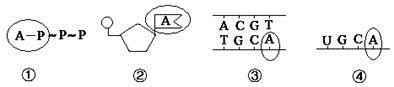 A-P~P~P
A
A C G T
T G C A
U G C A
① ② ③ ④